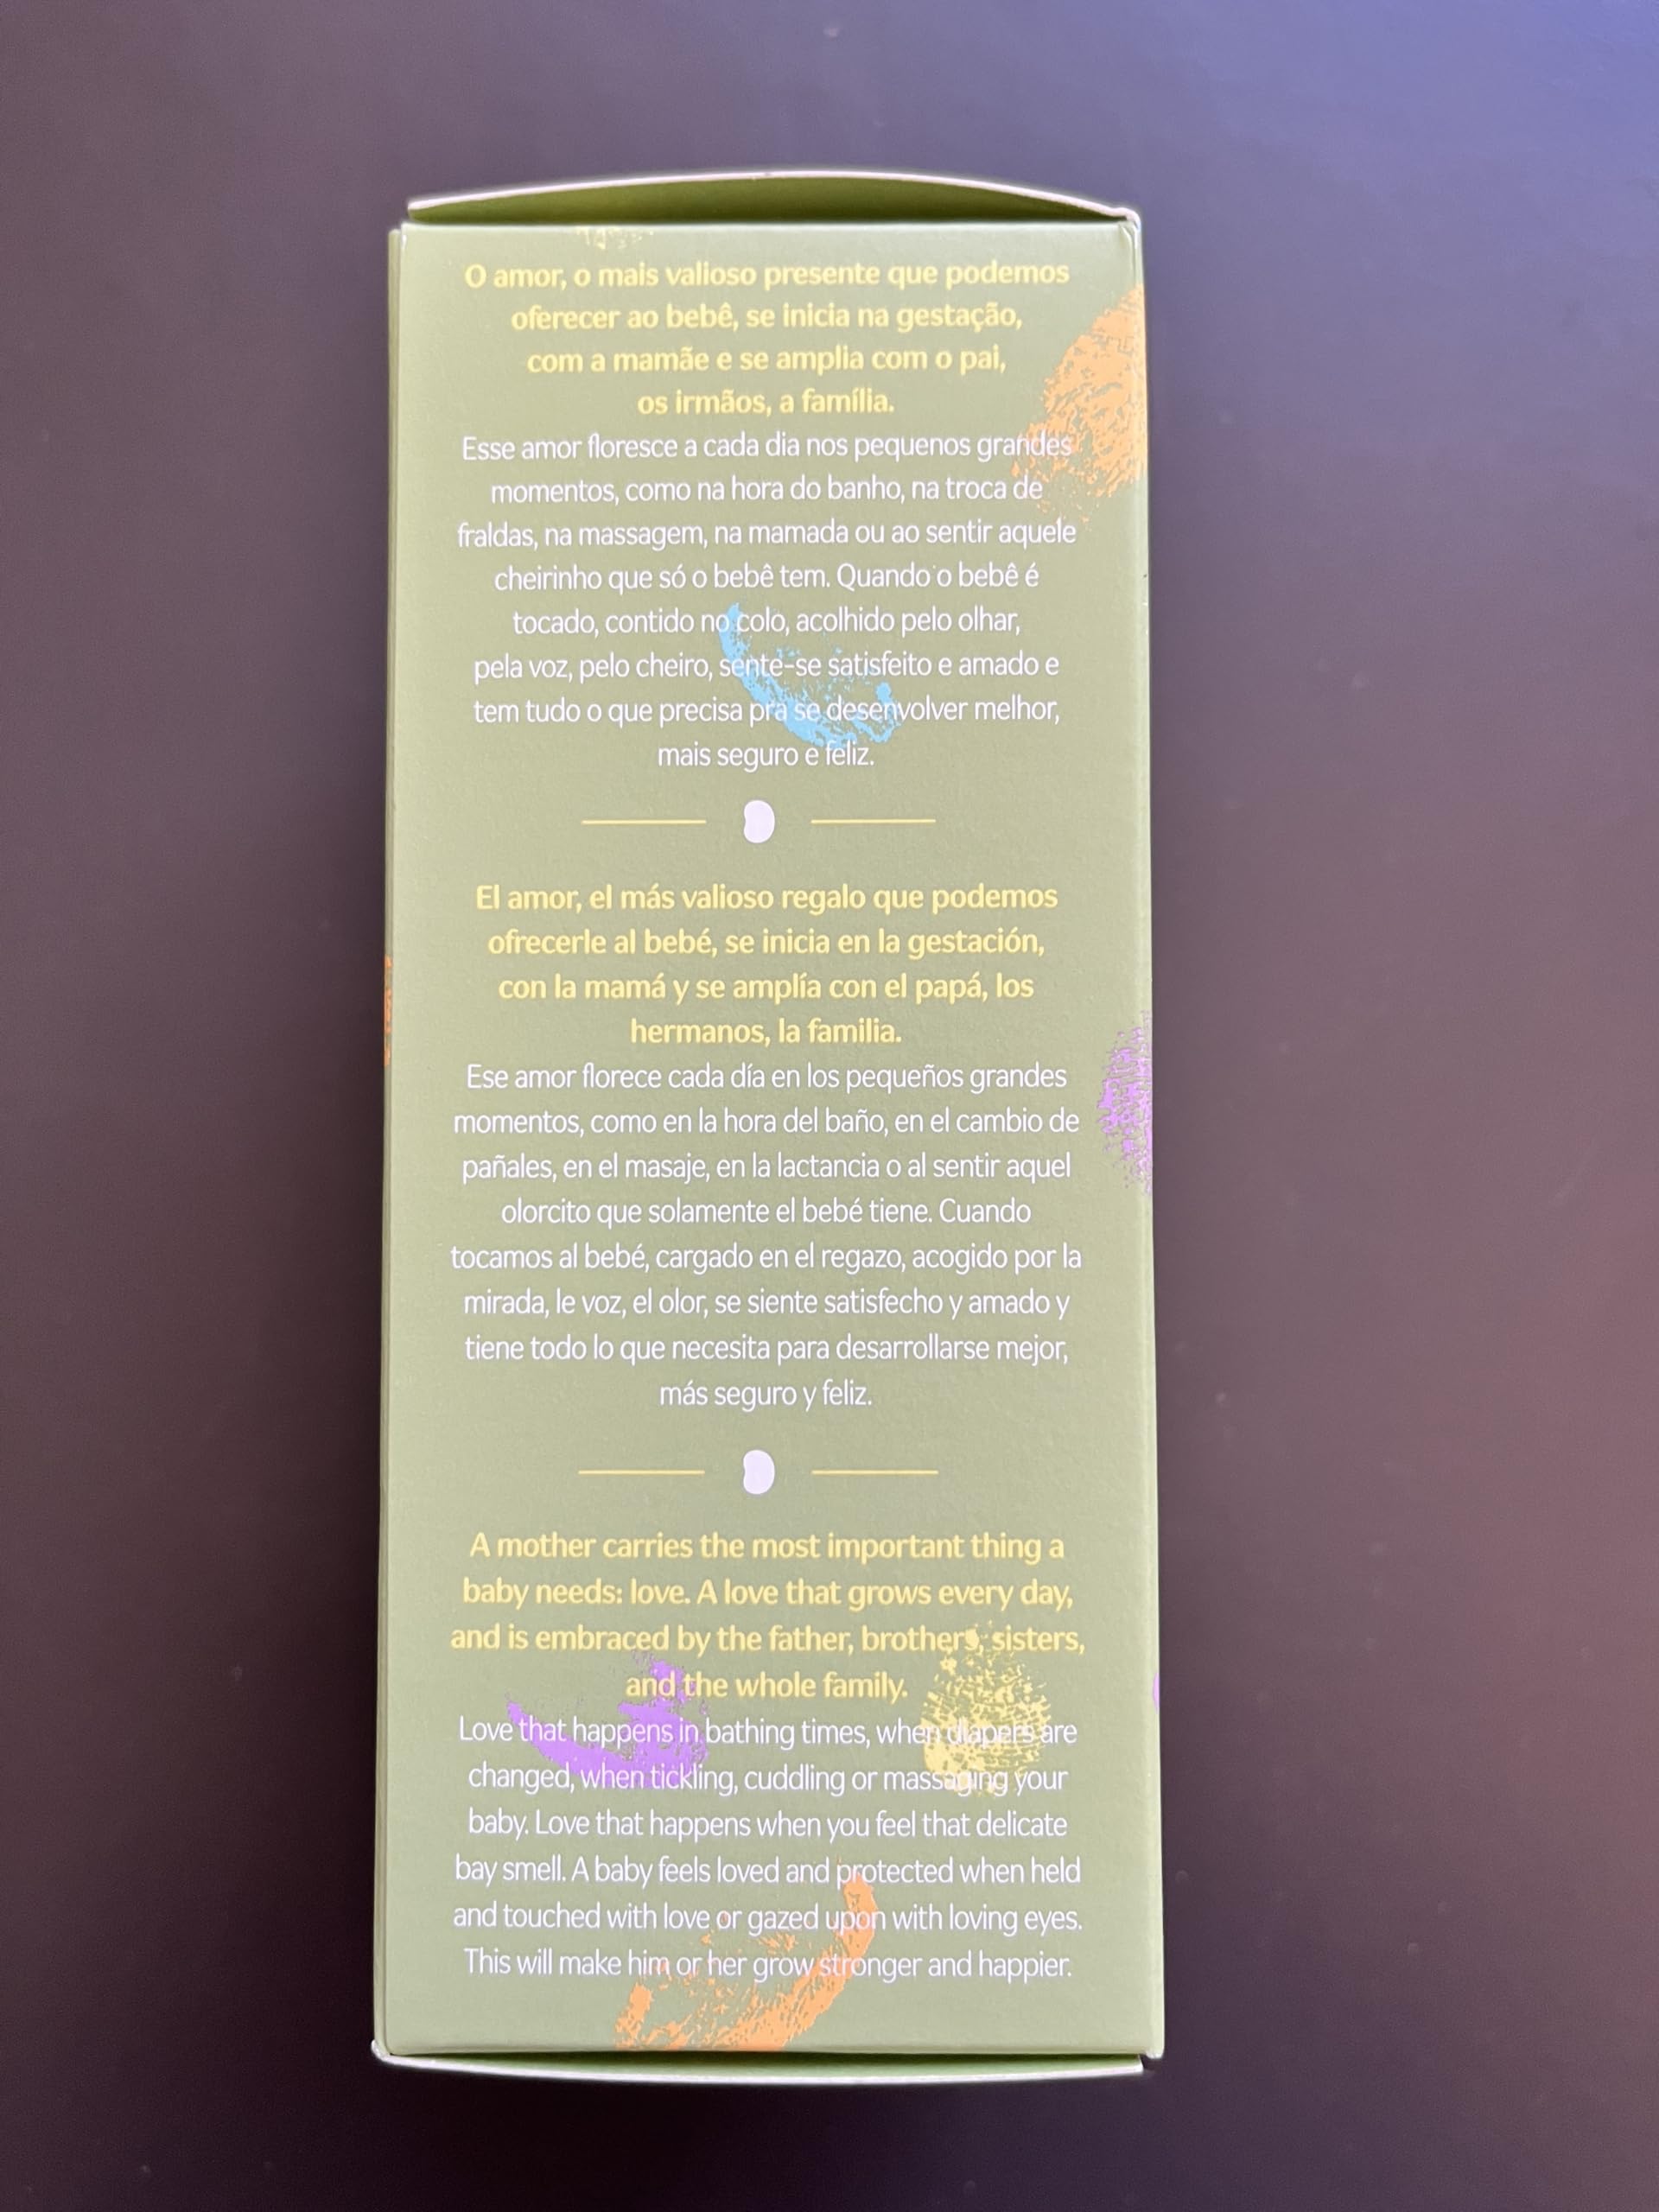 O amor, o mais valioso presente que podemos
oferecer ao bebê, se inicia na gestação,
com a mamãe e se amplia com o pai,
os irmãos, a família.
Esse amor floresce a cada dia nos pequenos grandes
momentos, como na hora do banho, na troca de
fraldas, na massagem, na mamada ou ao sentir aquele
cheirinho que só o bebê tem. Quando o bebê é
tocado, contido no colo, acolhido pelo olhar,
pela voz, pelo cheiro, sente-se satisfeito e amado e
tem tudo o que precisa pra se desenvolver melhor,
mais seguro e feliz.
El amor, el más valioso regalo que podemos
ofrecerle al bebé, se inicia en la gestación,
con la mamá y se amplía con el papá, los
hermanos, la familia.
Ese amor florece cada día en los pequeños grandes
momentos, como en la hora del baño, en el cambio de
pañales, en el masaje, en la lactancia o al sentir aquel
olorcito que solamente el bebé tiene. Cuando
tocamos al bebé, cargado en el regazo, acogido por la
mirada, le voz, el olor, se siente satisfecho y amado y
tiene todo lo que necesita para desarrollarse mejor,
más seguro y feliz.
A mother carries the most important thing a
baby needs: love. A love that grows every day,
and is embraced by the father, brothers, sisters,
and the whole family.
Love that happens in bathing times, when diapers are
changed, when tickling, cuddling or massaging your
baby. Love that happens when you feel that delicate
bay smell. A baby feels loved and protected when held
and touched with love or gazed upon with loving eyes.
This will make him or her grow stronger and happier.